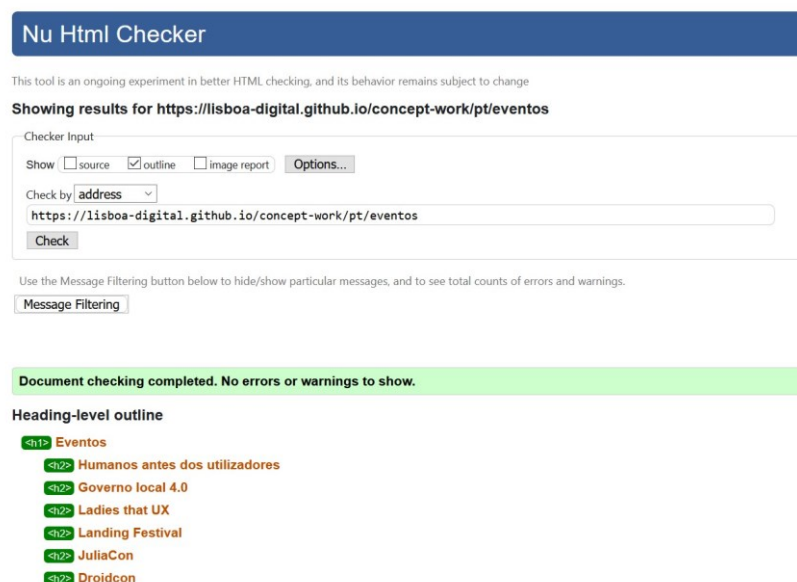 Nu Html Checker
This tool is an ongoing experiment in better HTML checking, and its behavior remains subject to change
Showing results for https://lisboa-digital.github.io/concept-work/pt/eventos
Checker Input
Show source outline image report Options...
Check by address
https://lisboa-digital.github.io/concept-work/pt/eventos
Check
Use the Message Filtering button below to hide/show particular messages, and to see total counts of errors and warnings.
Message Filtering
Document checking completed. No errors or warnings to show.
Heading-level outline
<h1> Eventos
<h2> Humanos antes dos utilizadores
<h2> Governo local 4.0
<h2> Ladies that UX
<h2> Landing Festival
<h2> JuliaCon
<h2> Droidcon